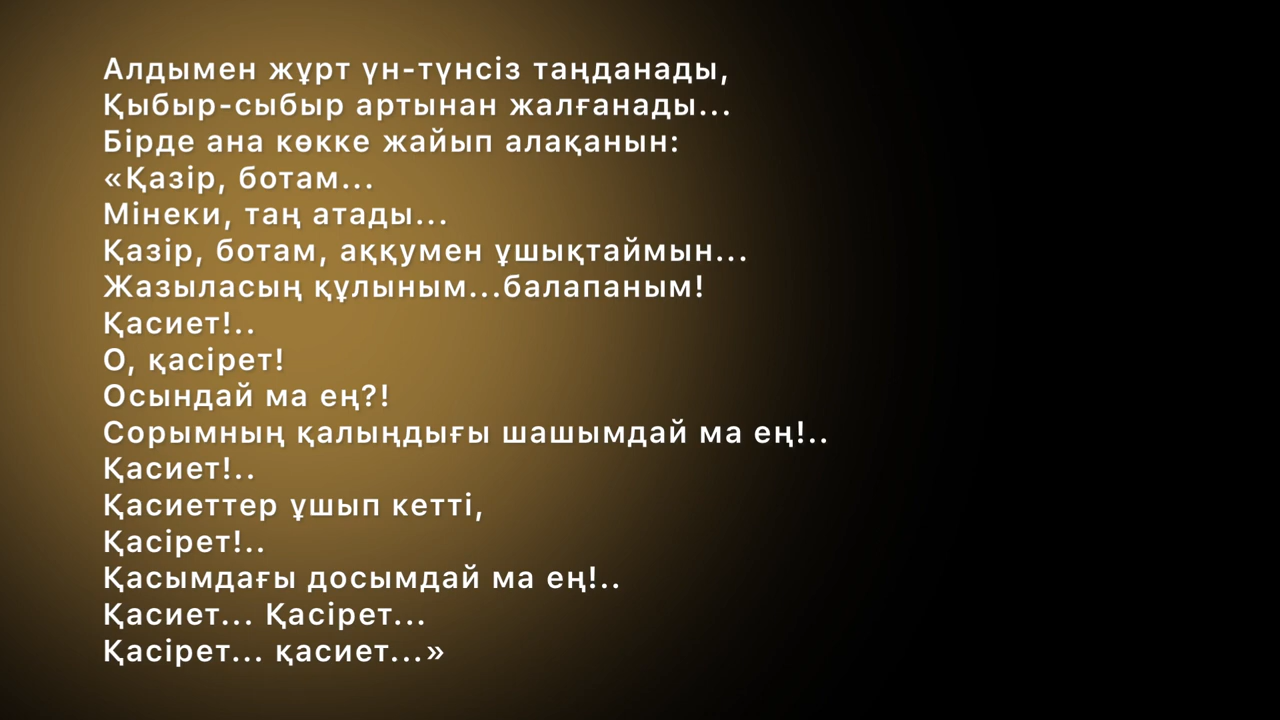 Алдымен жұрт үн-түнсіз таңданады,
Қыбыр-сыбыр артынан жалғанады...
Бірде ана көкке жайып алақанын:
«Қазір, ботам...
Мінеки, таң атады...
Қазір, ботам, аққумен ұшықтаймын...
Жазыласың құлыным...балапаным!
Қасиет!..
О, қасірет!
Осындай ма ең?!
Сорымның қалыңдығы шашымдай ма ең!..
Қасиет!..
Қасиеттер ұшып кетті,
Қасірет!..
Қасымдағы досымдай ма ең!..
Қасиет... Қасірет...
Қасірет... қасиет...»